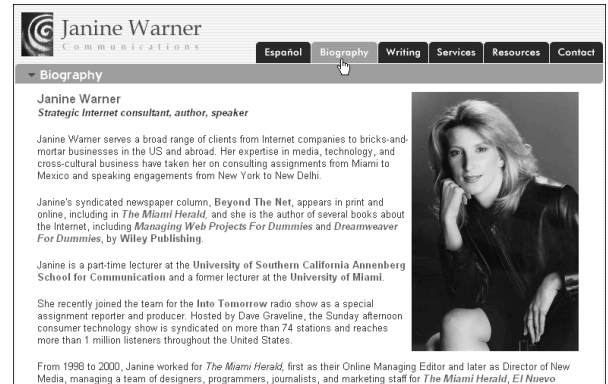 Janine Warner
Communications
Español Biography Writing Services Resources Contact
Biography
Janine Warner
Strategic Internet consultant, author, speaker
Janine Warner serves a broad range of clients from Internet companies to bricks-and-
mortar businesses in the US and abroad. Her expertise in media, technology, and
cross-cultural business have taken her on consulting assignments from Miami to
Mexico and speaking engagements from New York to New Delhi.
Janine's syndicated newspaper column, Beyond The Net, appears in print and
online, including in The Miami Herald, and she is the author of several books about
the Internet, including Managing Web Projects For Dummies and Dreamweaver
For Dummies, by Wiley Publishing.
Janine is a part-time lecturer at the University of Southern California Annenberg
School for Communication and a former lecturer at the University of Miami.
She recently joined the team for the Into Tomorrow radio show as a special
assignment reporter and producer. Hosted by Dave Graveline, the Sunday afternoon
consumer technology show is syndicated on more than 74 stations and reaches
more than 1 million listeners throughout the United States.
From 1998 to 2000, Janine worked for The Miami Herald, first as their Online Managing Editor and later as Director of New
Media, managing a team of designers, programmers, journalists, and marketing staff for The Miami Herald, El Nuevo